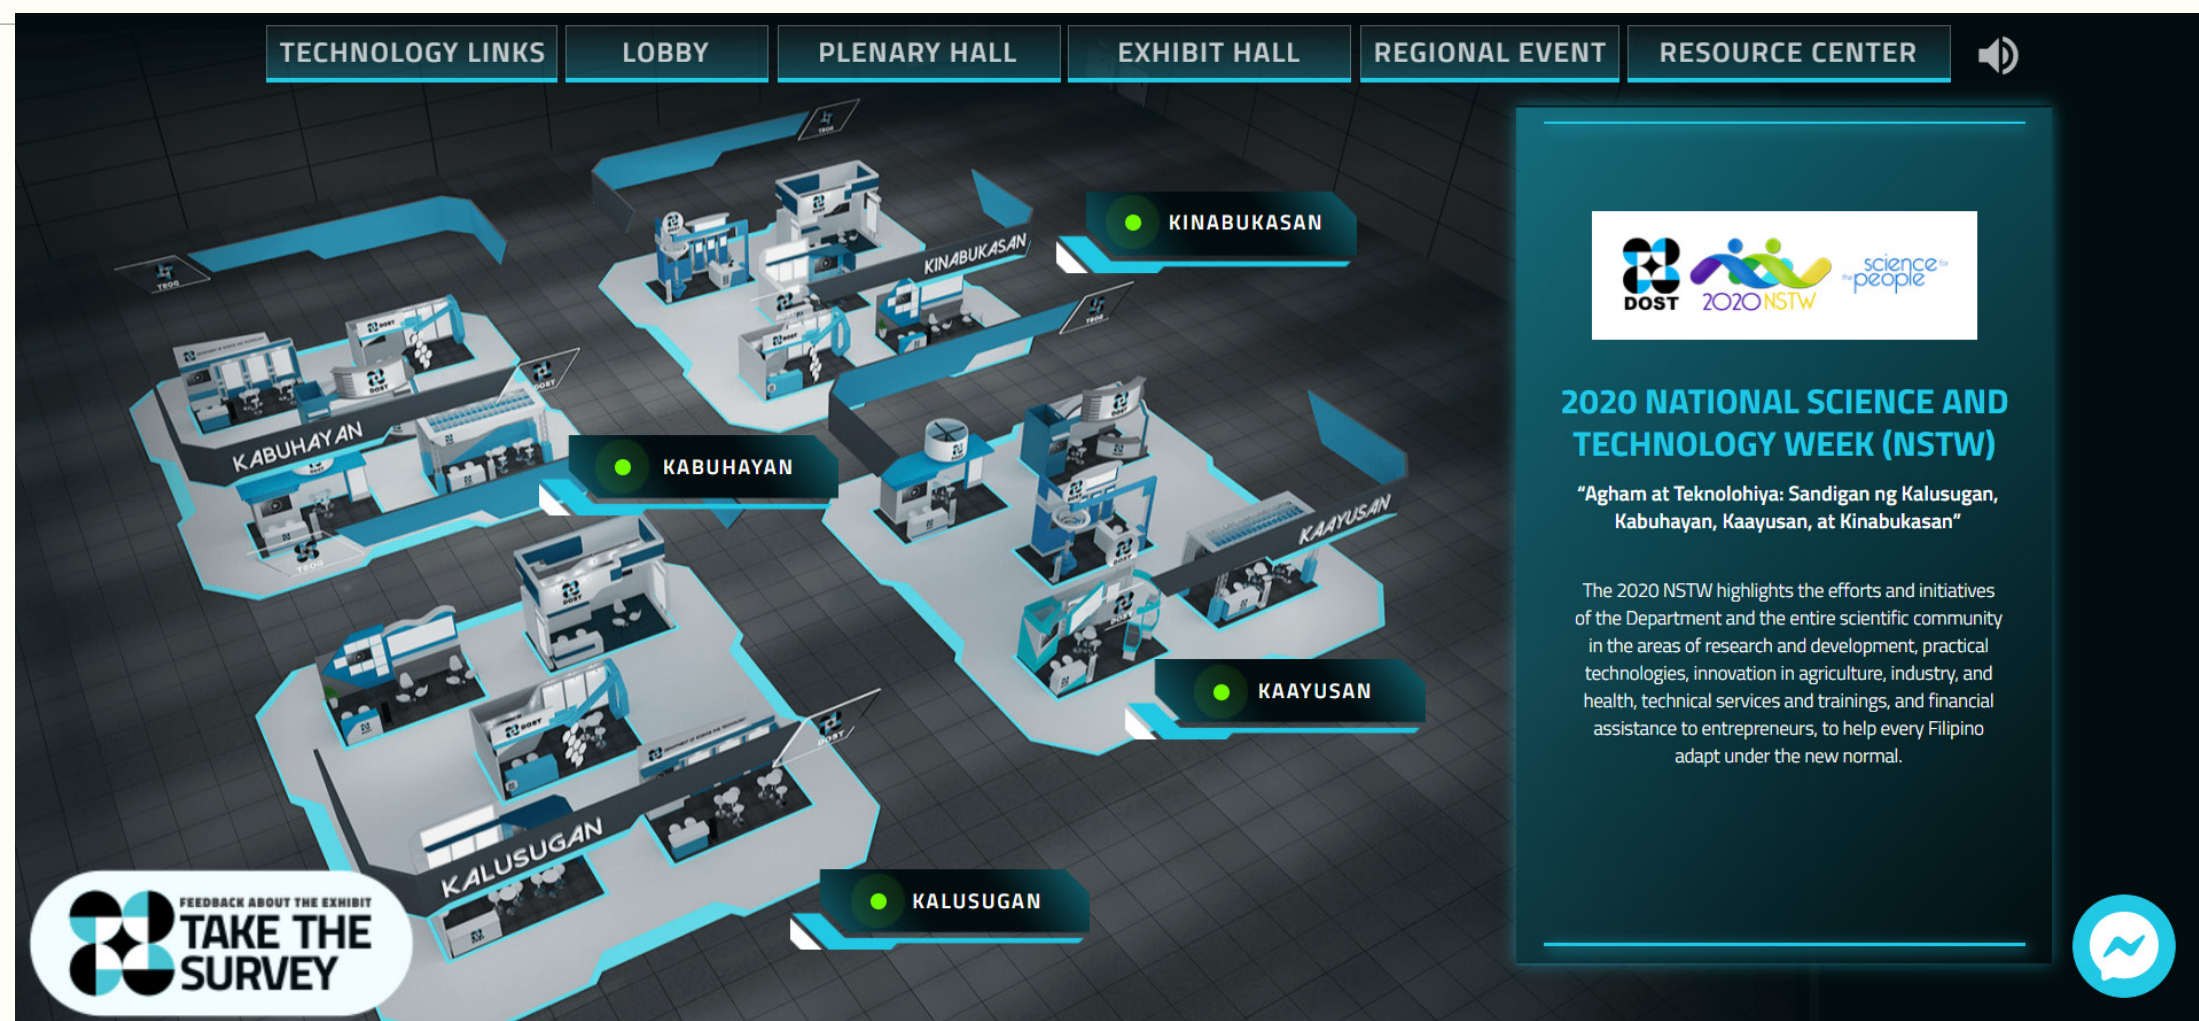 TECHNOLOGY LINKS
LOBBY
PLENARY HALL
EXHIBIT HALL
REGIONAL EVENT
RESOURCE CENTER
KINABUKASAN
KINABUKASAN
DOST
DOST
DOST
KABUHAYAN
KABUHAYAN
KAAYUSAN
KAAYUSAN
KALUSUGAN
KALUSUGAN
DOST
2020 NSTW
science for
the people
2020 NATIONAL SCIENCE AND
TECHNOLOGY WEEK (NSTW)
“Agham at Teknolohiya: Sandigan ng Kalusugan,
Kabuhayan, Kaayusan, at Kinabukasan”
The 2020 NSTW highlights the efforts and initiatives
of the Department and the entire scientific community
in the areas of research and development, practical
technologies, innovation in agriculture, industry, and
health, technical services and trainings, and financial
assistance to entrepreneurs, to help every Filipino
adapt under the new normal.
FEEDBACK ABOUT THE EXHIBIT
TAKE THE
SURVEY